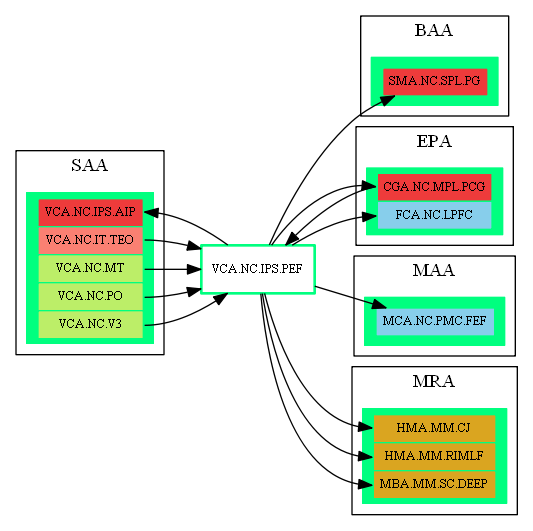 SAA
VCA.NC.IPS.AIP
VCA.NC.IT.TEO
VCA.NC.MT
VCA.NC.PO
VCA.NC.V3
VCA.NC.IPS.PEF
BAA
SMA.NC.SPL.PG
EPA
CGA.NC.MPL.PCG
FCA.NC.LPFC
MAA
MCA.NC.PMC.FEF
MRA
HMA.MM.CJ
HMA.MM.RIMLF
MBA.MM.SC.DEEP